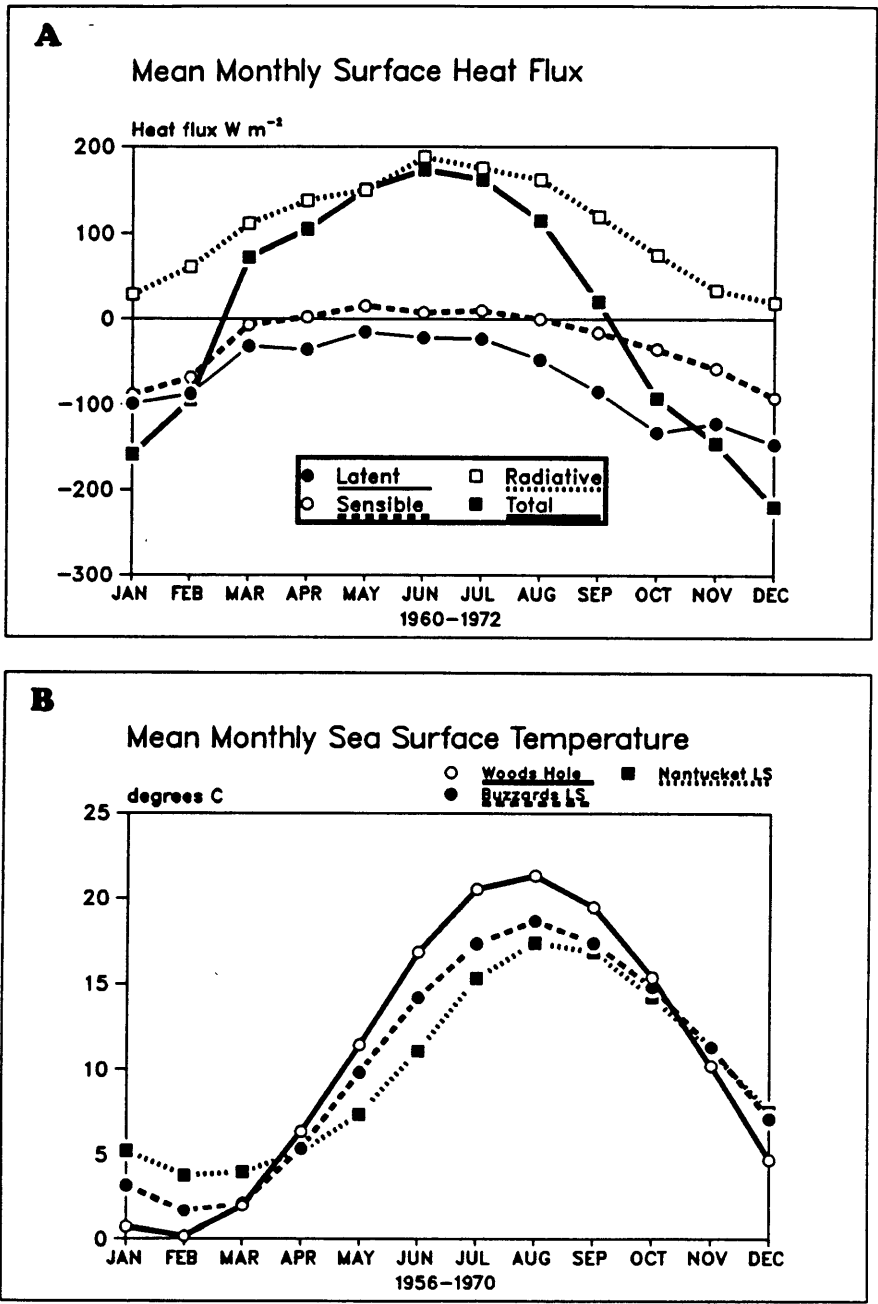 A
Mean Monthly Surface Heat Flux
Heat flux W m⁻²
200
100
0
-100
-200
-300
Latent
Radiative
Sensible
Total
JAN FEB MAR APR MAY JUN JUL AUG SEP OCT NOV DEC
1960-1972
B
Mean Monthly Sea Surface Temperature
Woods Hole
Nantucket LS
degrees C
Buzzards LS
25
20
15
10
5
0
JAN FEB MAR APR MAY JUN JUL AUG SEP OCT NOV DEC
1956-1970